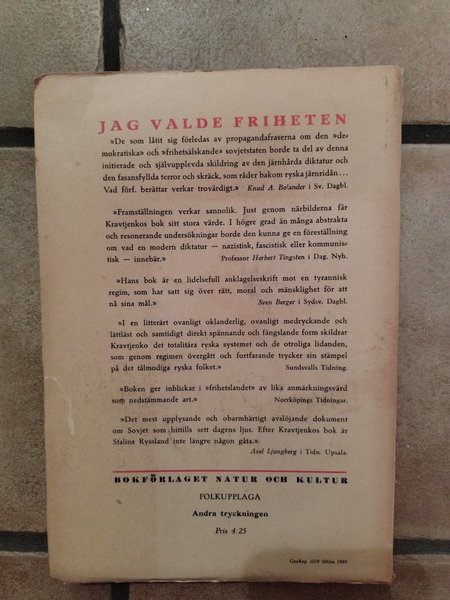 JAG VALDE FRIHETEN
»De som låtit sig förledas av propagandafraserna om den »de-
mokratiska» och »frihetsälskande» sovjetstaten borde ta del av denna
initierade och självupplevda skildring av den järnhårda diktatur och
den fasansfyllda terror och skräck, som råder bakom ryska järnridån...
Vad förf. berättar verkar trovärdigt.» Knud A. Bolander i Sv. Dagbl.
»Framställningen verkar sannolik. Just genom närbilderna får
Kravtjenkos bok sitt stora värde. I högre grad än många abstrakta
och resonerande undersökningar borde den kunna ge en föreställning
om vad en modern diktatur — nazistisk, fascistisk eller kommunis-
tisk — innebär.» Professor Herbert Tingsten i Dag. Nyh.
»Hans bok är en lidelsefull anklagelseskrift mot en tyrannisk
regim, som har satt sig över rätt, moral och mänsklighet för att
nå sina mål.» Sven Berger i Sydsv. Dagbl.
»I en litterärt ovanligt oklanderlig, ovanligt medryckande och
lättläst och samtidigt direkt spännande och fängslande form skildrar
Kravtjenko det totalitära ryska systemet och de otroliga lidanden,
som genom regimen övergått och fortfarande trycker sin stämpel
på det tålmodiga ryska folket.» Sundsvalls Tidning.
»Boken ger inblickar i »frihetslandet» av lika anmärkningsvärd
som nedstämmande art.» Norrköpings Tidningar.
»Det mest upplysande och obarmhärtigt avslöjande dokument
om Sovjet som hittills sett dagens ljus. Efter Kravtjenkos bok är
Stalins Ryssland inte längre någon gåta.»
Axel Ljungberg i Tidn. Upsala.
BOKFÖRLAGET NATUR OCH KULTUR
FOLKUPPLAGA
Andra tryckningen
Pris 4:25
1949